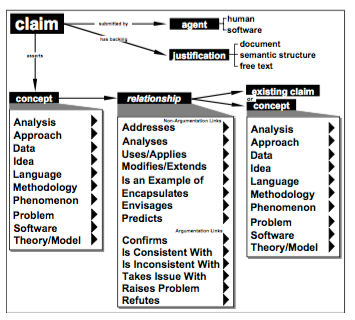 claim
submitted by
agent
human
software
has backing
justification
document
semantic structure
free text
asserts
concept
relationship
existing claim
or
concept
Analysis
Approach
Data
Idea
Language
Methodology
Phenomenon
Problem
Software
Theory/Model
Non-Argumentation Links
Addresses
Analyses
Uses/Applies
Modifies/Extends
Is an Example of
Encapsulates
Envisages
Predicts
Argumentation Links
Confirms
Is Consistent With
Is Inconsistent With
Takes Issue With
Raises Problem
Refutes
Analysis
Approach
Data
Idea
Language
Methodology
Phenomenon
Problem
Software
Theory/Model